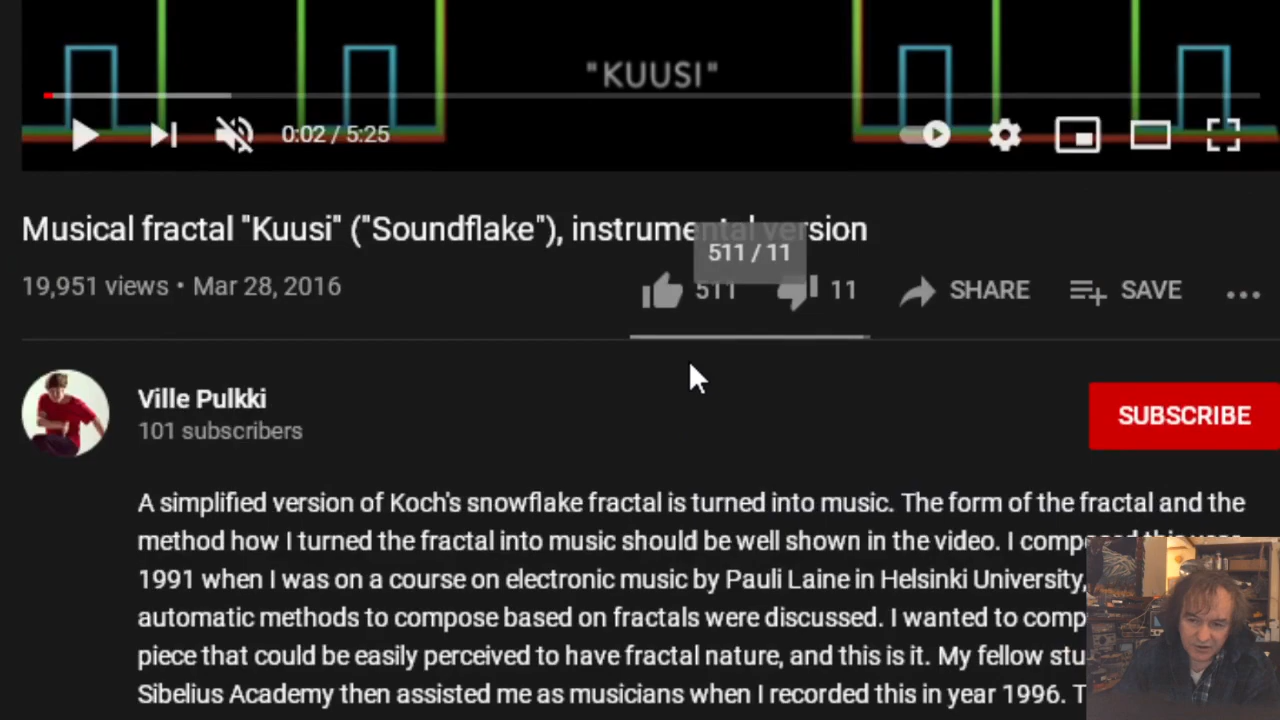 "KUUSI"
0:02 / 5:25
Musical fractal "Kuusi" ("Soundflake"), instrumental version
511 / 11
19,951 views • Mar 28, 2016 511 11 SHARE SAVE
Ville Pulkki
101 subscribers
SUBSCRIBE
A simplified version of Koch's snowflake fractal is turned into music. The form of the fractal and the
method how I turned the fractal into music should be well shown in the video. I composed this year
1991 when I was on a course on electronic music by Pauli Laine in Helsinki University,
automatic methods to compose based on fractals were discussed. I wanted to comp
piece that could be easily perceived to have fractal nature, and this is it. My fellow stu
Sibelius Academy then assisted me as musicians when I recorded this in year 1996. T